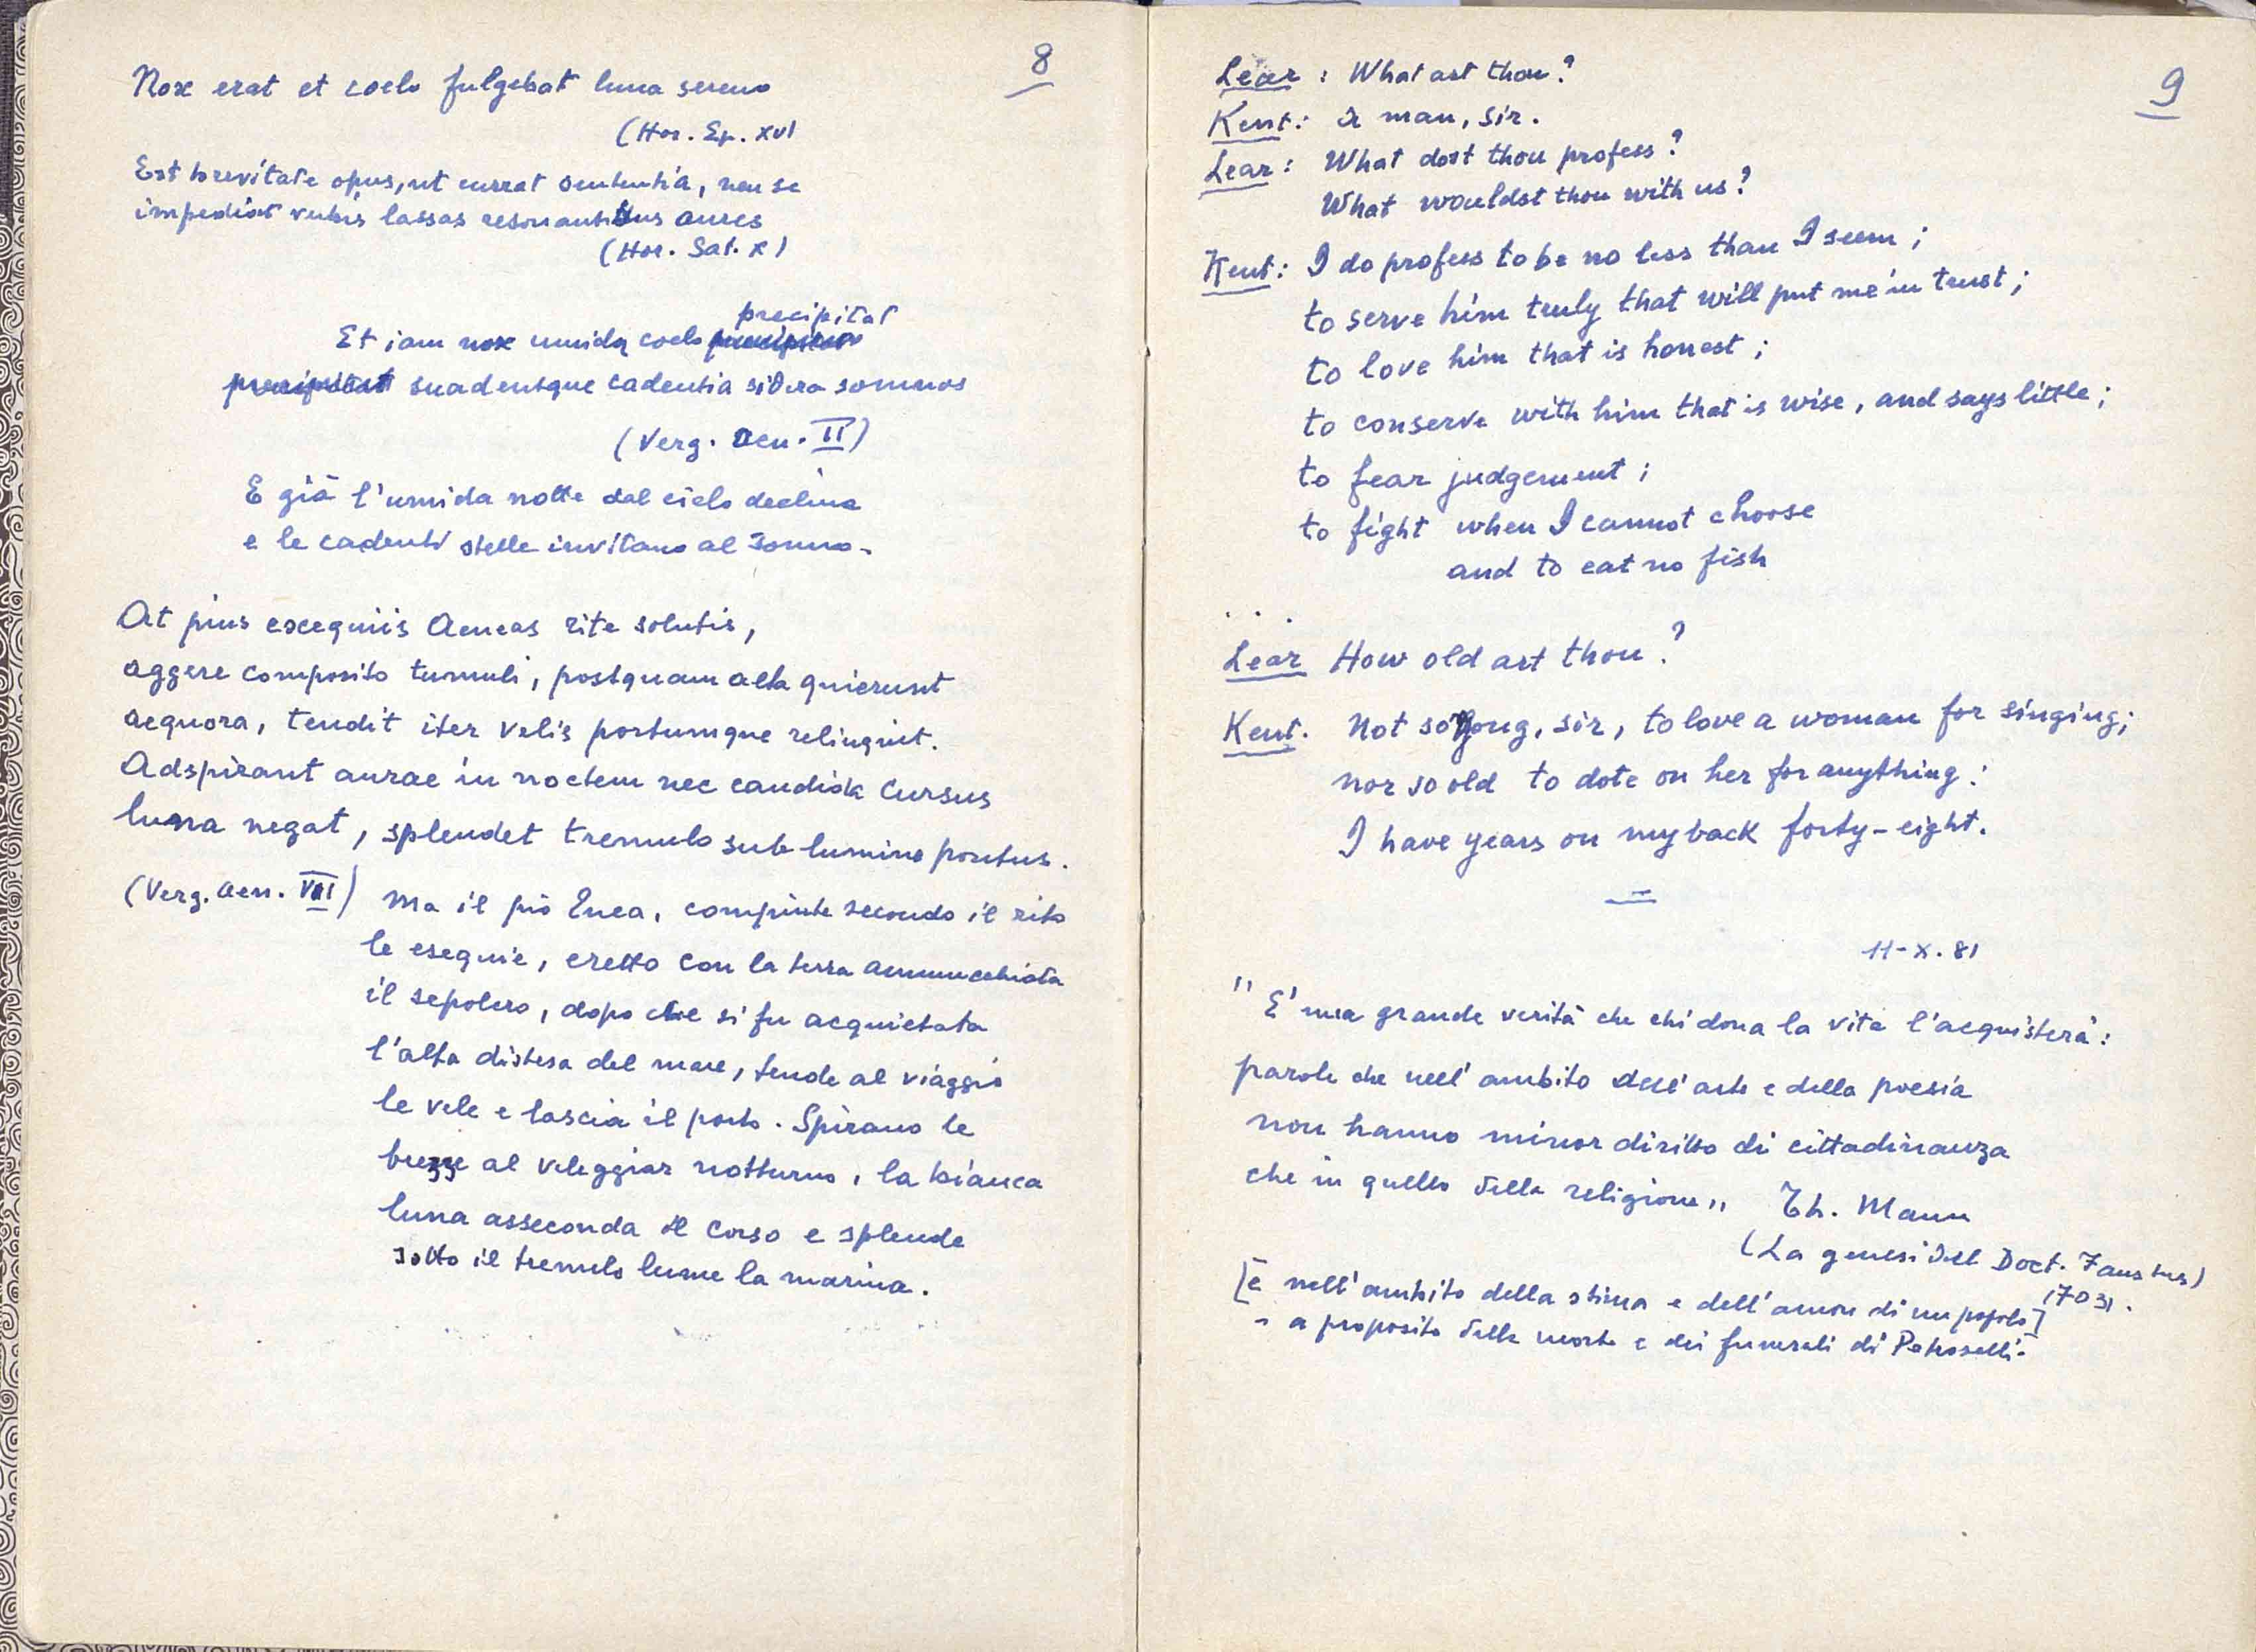 8
Nox erat et coelo fulgebat luna sereno
(Hor. Ep. XVI
Est brevitate opus, ut currat sententia, neu se
impediat verbis lassas resonantibus aures
(Hor. Sat. X)
precipitat
Et iam nox umida coelo
suadentque cadentia sidera somnos
(Verg. Aen. II)
E già l'umida notte dal cielo declina
e le cadenti stelle invitano al sonno-
At pius exequiis Aeneas rite solutis,
aggere composito tumuli, postquam alta quierunt
aequora, tendit iter velis portumque relinquit.
Adspirant aurae in noctem nec candida cursus
luna negat, splendet tremulo sub lumine pontus.
(Verg. Aen. VII) Ma il pio Enea, compiute secondo il rito
le esequie, eretto con la terra ammucchiata
il sepolcro, dopo che si fu acquietata
l'alta distesa del mare, tende al viaggio
le vele e lascia il porto. Spirano le
brezze al veleggiar notturno, la bianca
luna asseconda il corso e splende
sotto il tremulo lume la marina.
9
Lear: What art thou?
Kent: A man, sir.
Lear: What dost thou profess?
What wouldst thou with us?
Kent: I do profess to be no less than I seem;
to serve him truly that will put me in trust;
to love him that is honest;
to conserve with him that is wise, and says little;
to fear judgement;
to fight when I cannot choose
and to eat no fish
...
Lear How old art thou?
Kent. Not so yong, sir, to love a woman for singing;
nor so old to dote on her for anything:
I have years on my back forty-eight.
11-X.81
"E' una grande verità che chi dona la vita l'acquisterà:
parole che nell'ambito dell'arte e della poesia
non hanno minor diritto di cittadinanza
che in quello della religione" Th. Mann
(La genesi del Doct. Faustus)
[e nell'ambito della stima e dell'amore di un popolo]
- a proposito della morte e dei funerali di Petroselli-